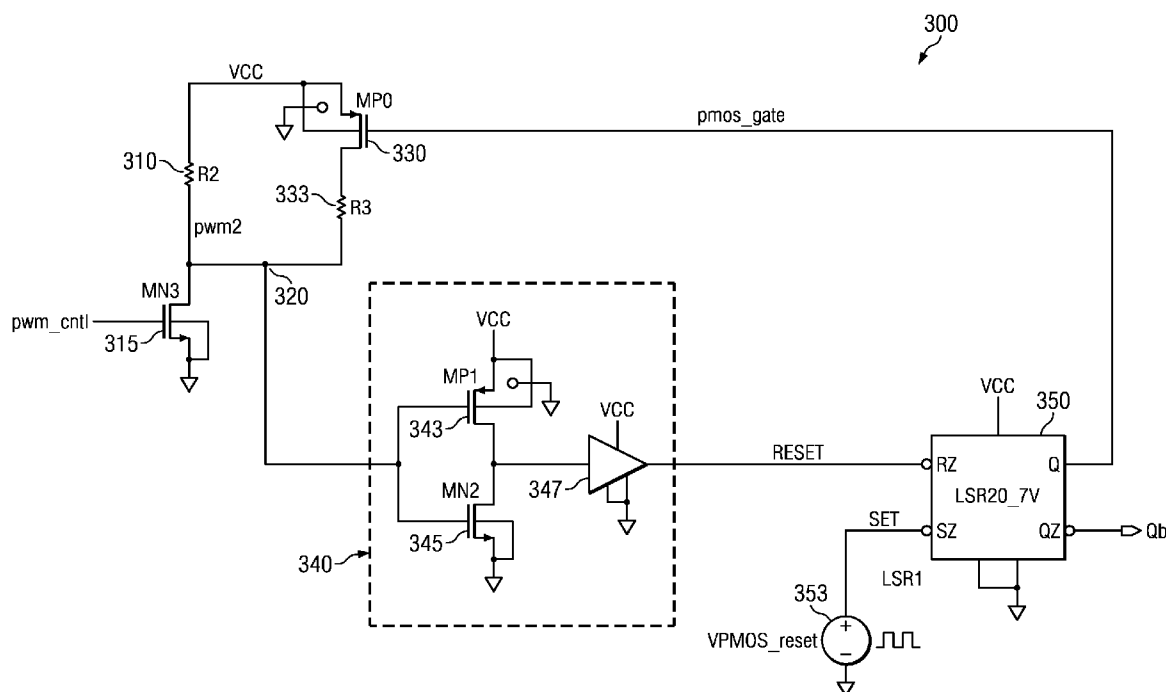 300
VCC
MP0
pmos_gate
330
310
R2
333
R3
pwm2
320
MN3
pwm_cntl
315
VCC
MP1
343
VCC
347
MN2
345
340
RESET
VCC
350
RZ
Q
LSR20_7V
SET
SZ
QZ
Qb
LSR1
353
VPMOS_reset
+
–